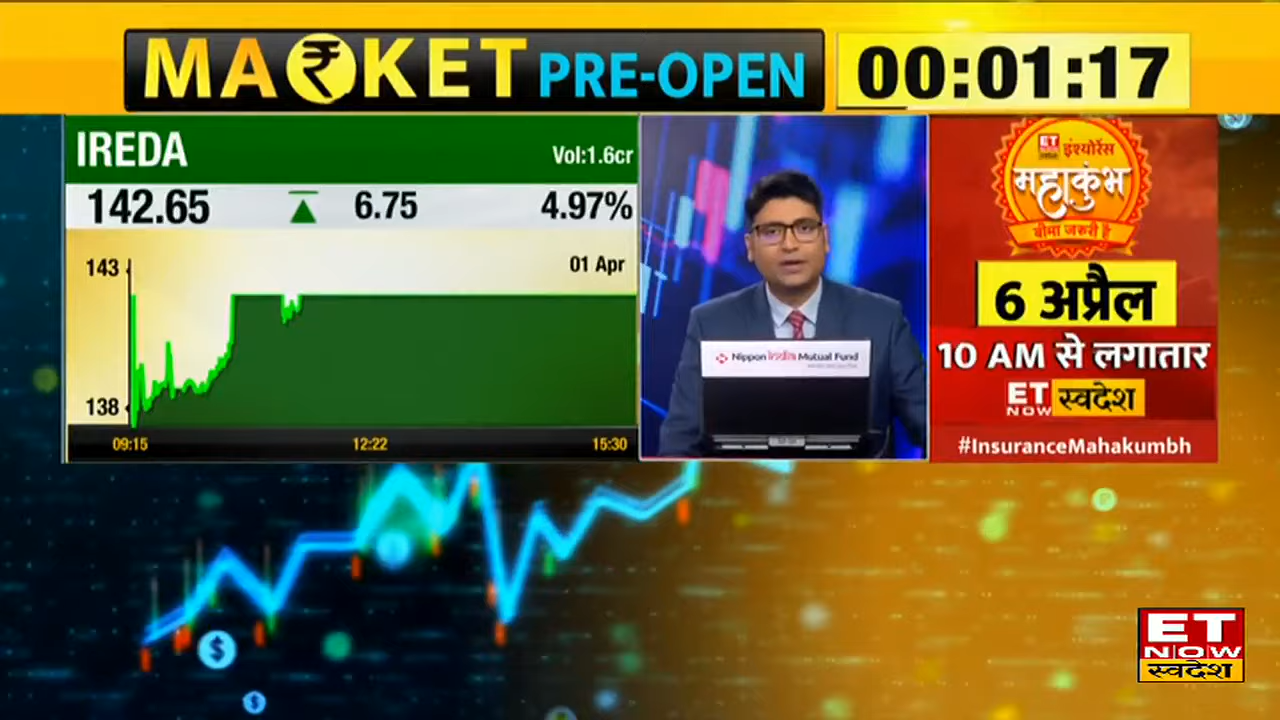 MA₹KET PRE-OPEN
00:01:17
IREDA
Vol:1.6cr
142.65 6.75 4.97%
143
01 Apr
138
09:15 12:22 15:30
Nippon India Mutual Fund
ET NOW
इंश्योरेंस
महाकुंभ
बीमा जरूरी है
6 अप्रैल
10 AM से लगातार
ET NOW स्वदेश
#InsuranceMahakumbh
ET
NOW
स्वदेश